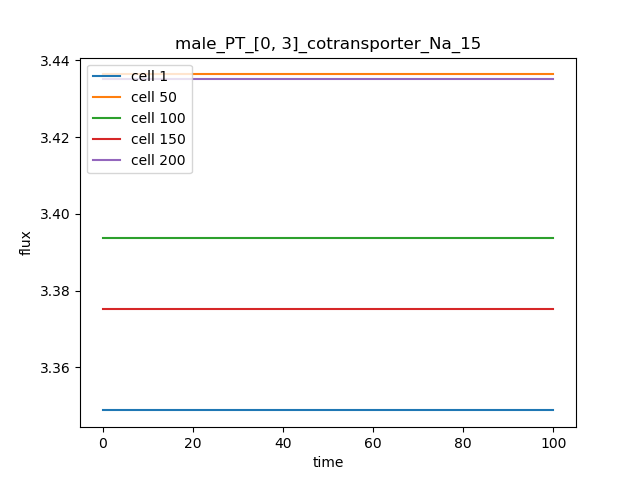 male_PT_[0, 3]_cotransporter_Na_15
3.44
3.42
3.40
3.38
3.36
flux
cell 1
cell 50
cell 100
cell 150
cell 200
0 20 40 60 80 100
time